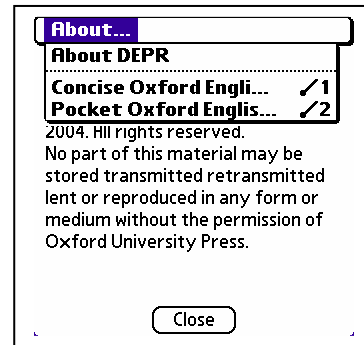 About...
About DEPR
Concise Oxford Engli... /1
Pocket Oxford Englis... /2
2004. All rights reserved.
No part of this material may be
stored transmitted retransmitted
lent or reproduced in any form or
medium without the permission of
Oxford University Press.
Close